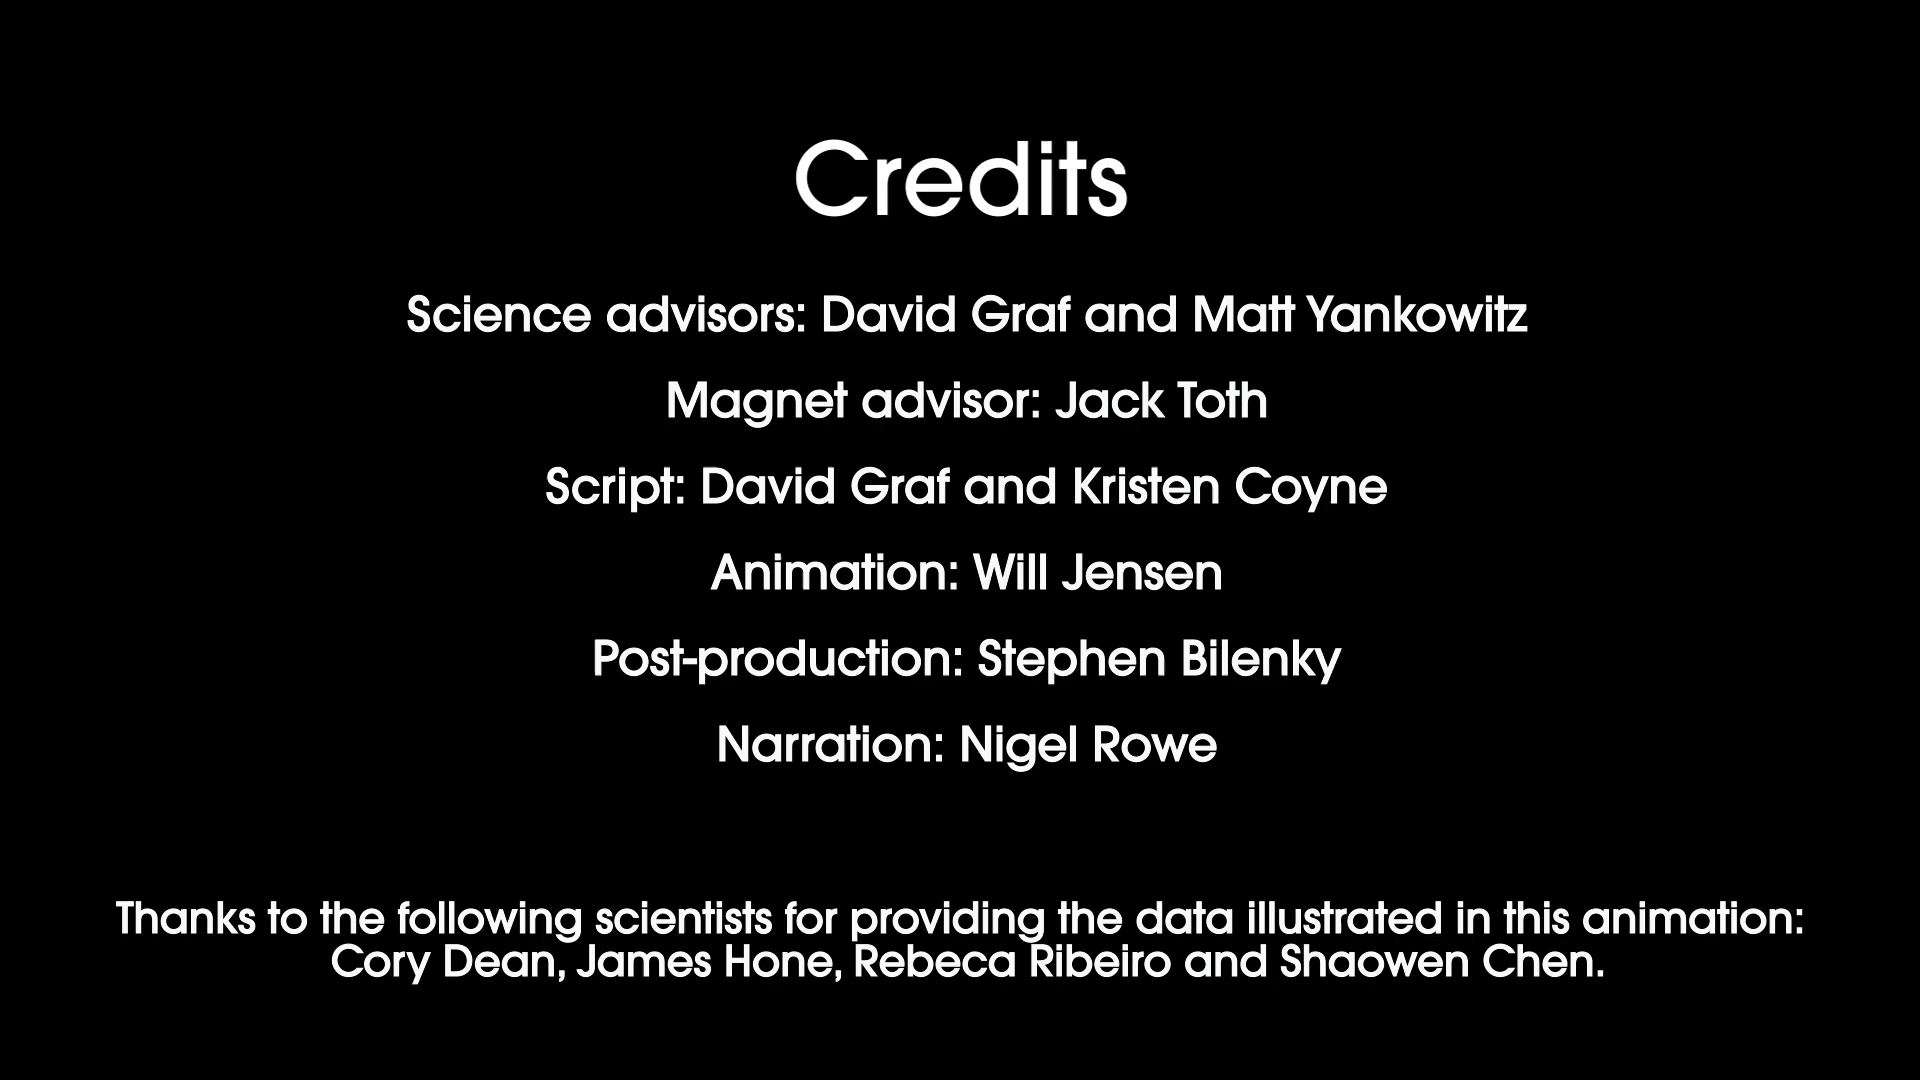 Credits
Science advisors: David Graf and Matt Yankowitz
Magnet advisor: Jack Toth
Script: David Graf and Kristen Coyne
Animation: Will Jensen
Post-production: Stephen Bilenky
Narration: Nigel Rowe
Thanks to the following scientists for providing the data illustrated in this animation:
Cory Dean, James Hone, Rebeca Ribeiro and Shaowen Chen.